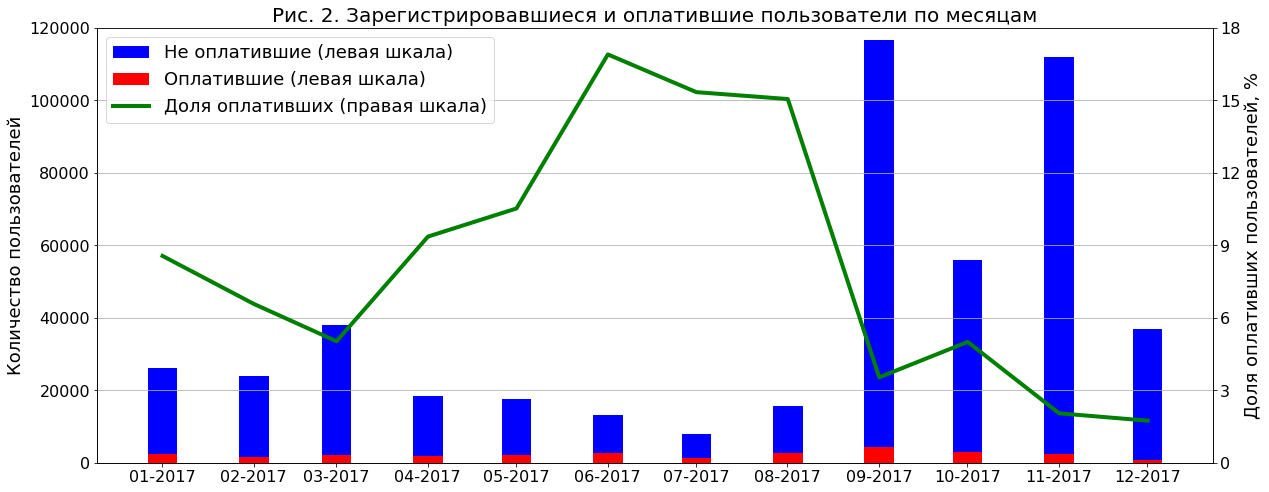 Рис. 2. Зарегистрировавшиеся и оплатившие пользователи по месяцам
Не оплатившие (левая шкала)
Оплатившие (левая шкала)
Доля оплативших (правая шкала)
Количество пользователей
120000
100000
80000
60000
40000
20000
0
18
15
12
9
6
3
0
Доля оплативших пользователей, %
01-2017 02-2017 03-2017 04-2017 05-2017 06-2017 07-2017 08-2017 09-2017 10-2017 11-2017 12-2017